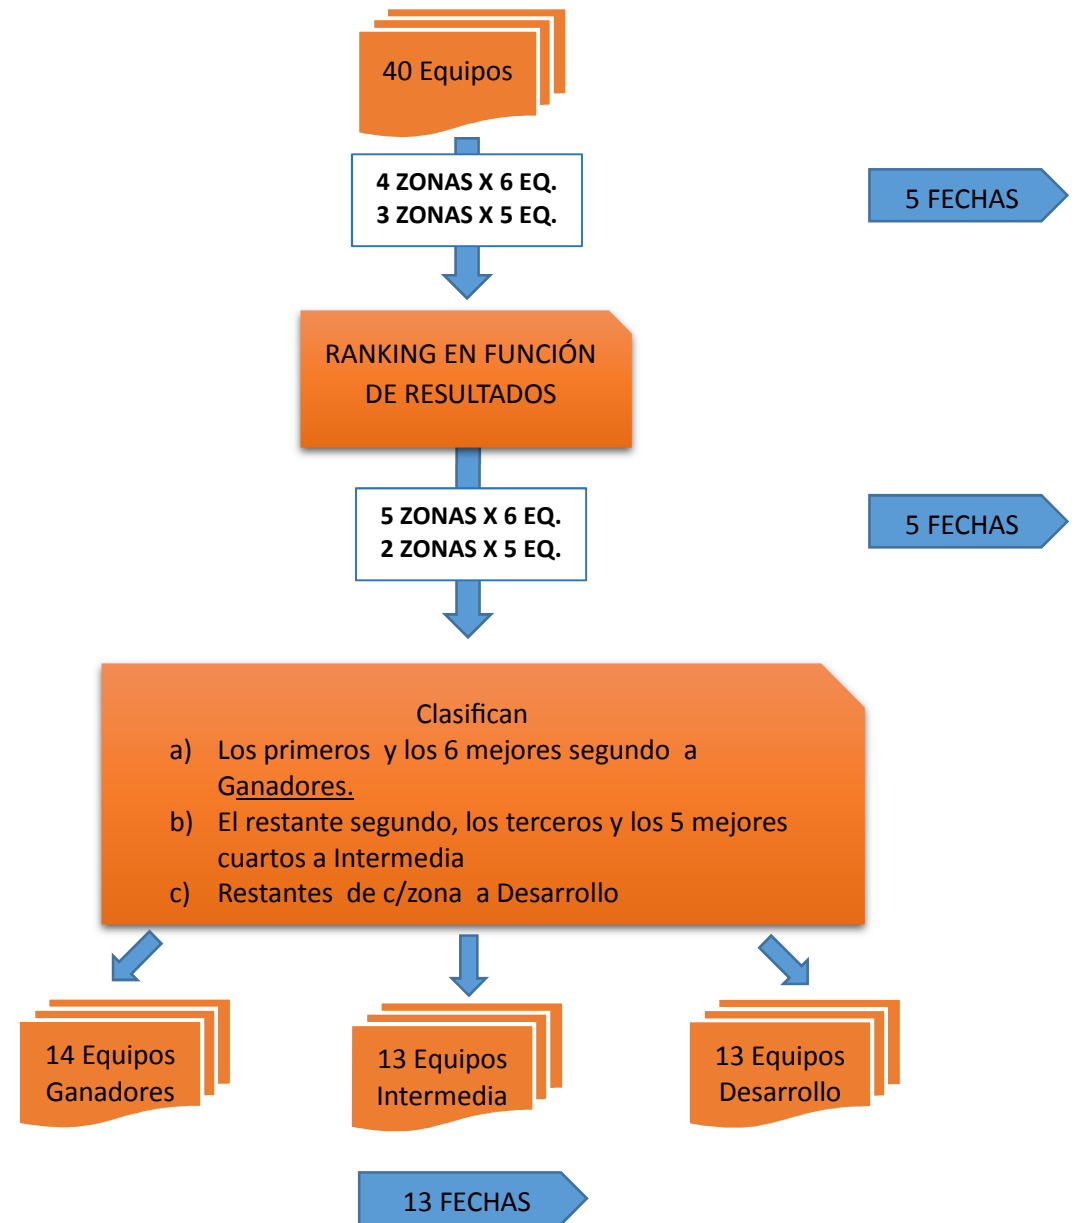 40 Equipos
4 ZONAS X 6 EQ.
3 ZONAS X 5 EQ.
5 FECHAS
RANKING EN FUNCIÓN
DE RESULTADOS
5 ZONAS X 6 EQ.
2 ZONAS X 5 EQ.
5 FECHAS
Clasifican
a) Los primeros y los 6 mejores segundo a
Ganadores.
b) El restante segundo, los terceros y los 5 mejores
cuartos a Intermedia
c) Restantes de c/zona a Desarrollo
14 Equipos
Ganadores
13 Equipos
Intermedia
13 Equipos
Desarrollo
13 FECHAS